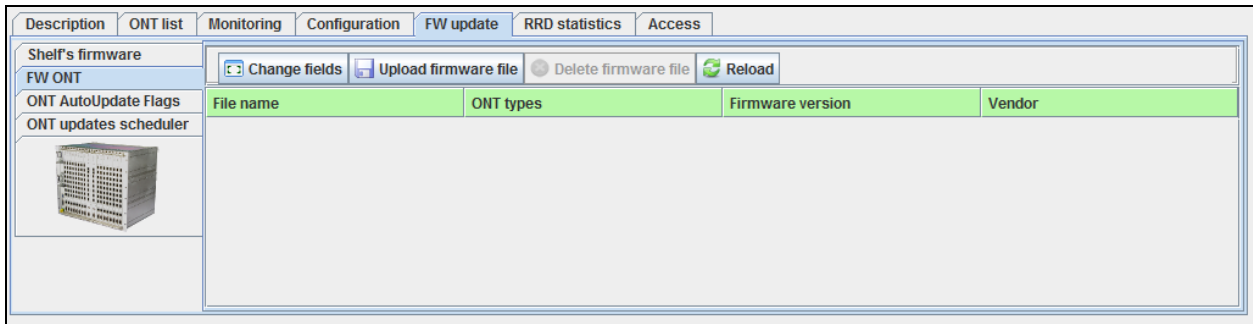 Description ONT list Monitoring Configuration FW update RRD statistics Access
Shelf's firmware
FW ONT
ONT AutoUpdate Flags
ONT updates scheduler
Change fields Upload firmware file Delete firmware file Reload
File name ONT types Firmware version Vendor